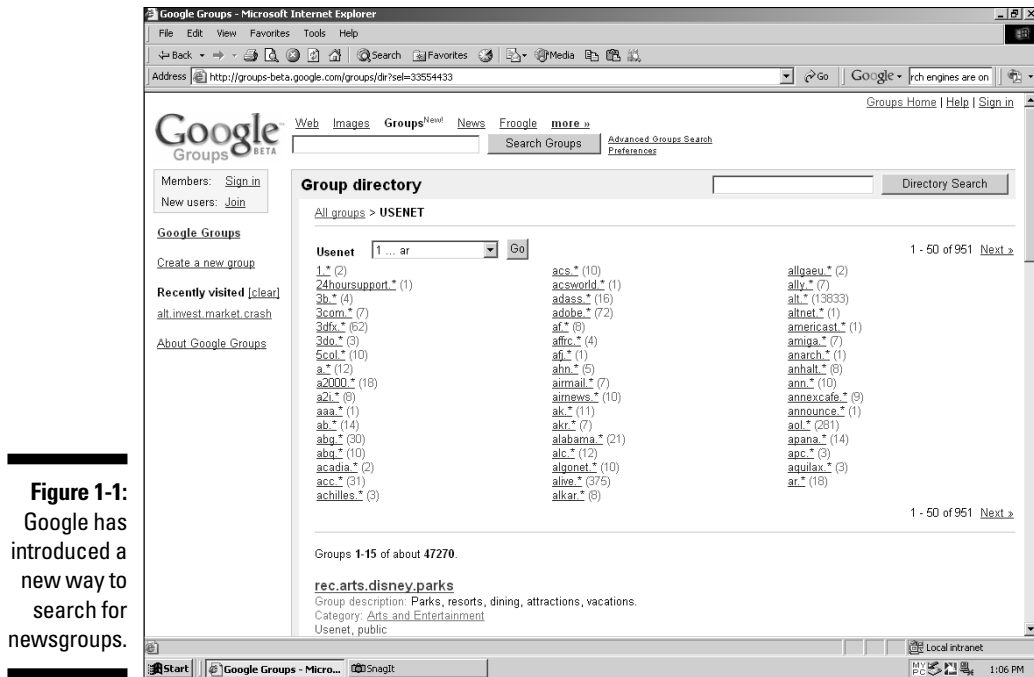 Google Groups - Microsoft Internet Explorer
File Edit View Favorites Tools Help
Back Search Favorites Media
Address http://groups-beta.google.com/groups/dir?sel=33554433 Go Google rch engines are on
Groups Home | Help | Sign in
Google Groups BETA
Web Images Groups New! News Froogle more »
Search Groups Advanced Groups Search
Preferences
Members: Sign in
New users: Join
Google Groups
Create a new group
Recently visited [clear]
alt.invest.market.crash
About Google Groups
Group directory Directory Search
All groups > USENET
Usenet 1 ... ar Go 1 - 50 of 951 Next »
1.* (2)
24hoursupport.* (1)
3b.* (4)
3com.* (7)
3dfx.* (62)
3do.* (3)
5col.* (10)
a.* (12)
a2000.* (18)
a2i.* (8)
aaa.* (1)
ab.* (14)
abg.* (30)
abq.* (10)
acadia.* (2)
acc.* (31)
achilles.* (3)
acs.* (10)
acsworld.* (1)
adass.* (16)
adobe.* (72)
af.* (8)
affrc.* (4)
afj.* (1)
ahn.* (5)
airmail.* (7)
airnews.* (10)
ak.* (11)
akr.* (7)
alabama.* (21)
alc.* (12)
algonet.* (10)
alive.* (375)
alkar.* (8)
allgaeu.* (2)
ally.* (7)
alt.* (13833)
altnet.* (1)
americast.* (1)
amiga.* (7)
anarch.* (1)
anhalt.* (8)
ann.* (10)
annexcafe.* (9)
announce.* (1)
aol.* (281)
apana.* (14)
apc.* (3)
aquilax.* (3)
ar.* (18)
1 - 50 of 951 Next »
Groups 1-15 of about 47270.
rec.arts.disney.parks
Group description: Parks, resorts, dining, attractions, vacations.
Category: Arts and Entertainment
Usenet, public
Local intranet
Start Google Groups - Micro... SnagIt MY PC 1:06 PM
Figure 1-1:
Google has
introduced a
new way to
search for
newsgroups.